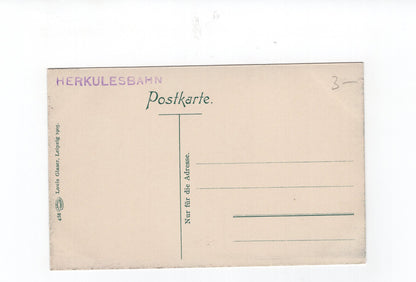 HERKULESBAHN
3-
Postkarte.
Nur für die Adresse.
Louis Glaser, Leipzig 1905.